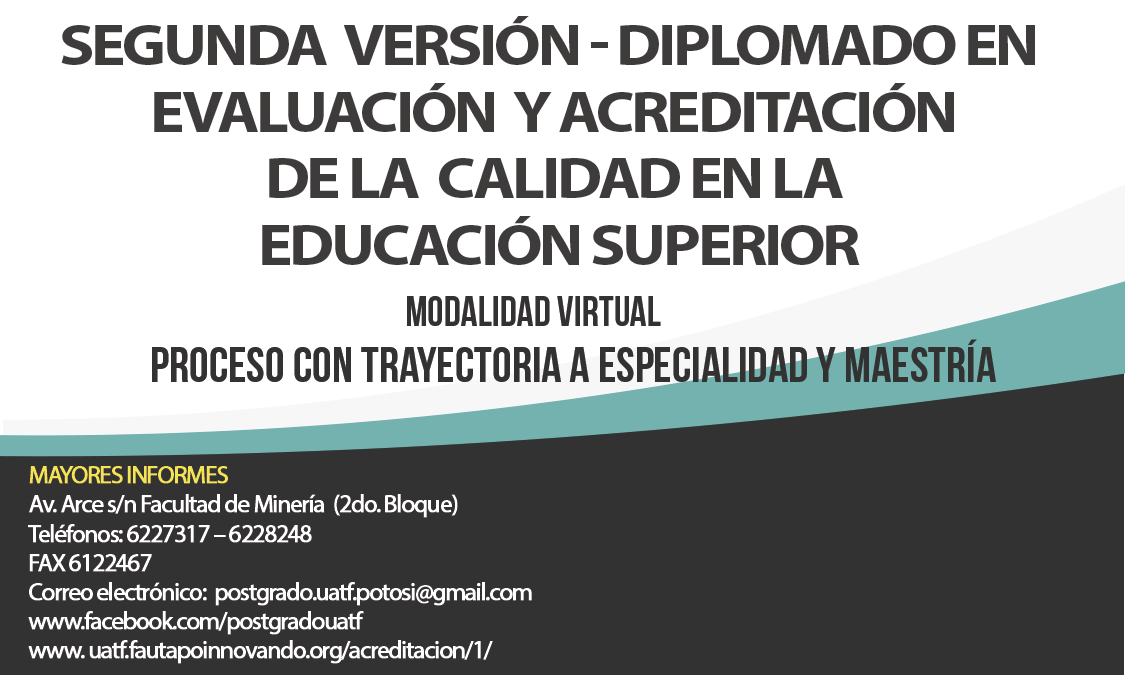 SEGUNDA VERSIÓN - DIPLOMADO EN
EVALUACIÓN Y ACREDITACIÓN
DE LA CALIDAD EN LA
EDUCACIÓN SUPERIOR
MODALIDAD VIRTUAL
PROCESO CON TRAYECTORIA A ESPECIALIDAD Y MAESTRÍA
MAYORES INFORMES
Av. Arce s/n Facultad de Minería (2do. Bloque)
Teléfonos: 6227317 – 6228248
FAX 6122467
Correo electrónico: postgrado.uatf.potosi@gmail.com
www.facebook.com/postgradouatf
www. uatf.fautapoinnovando.org/acreditacion/1/